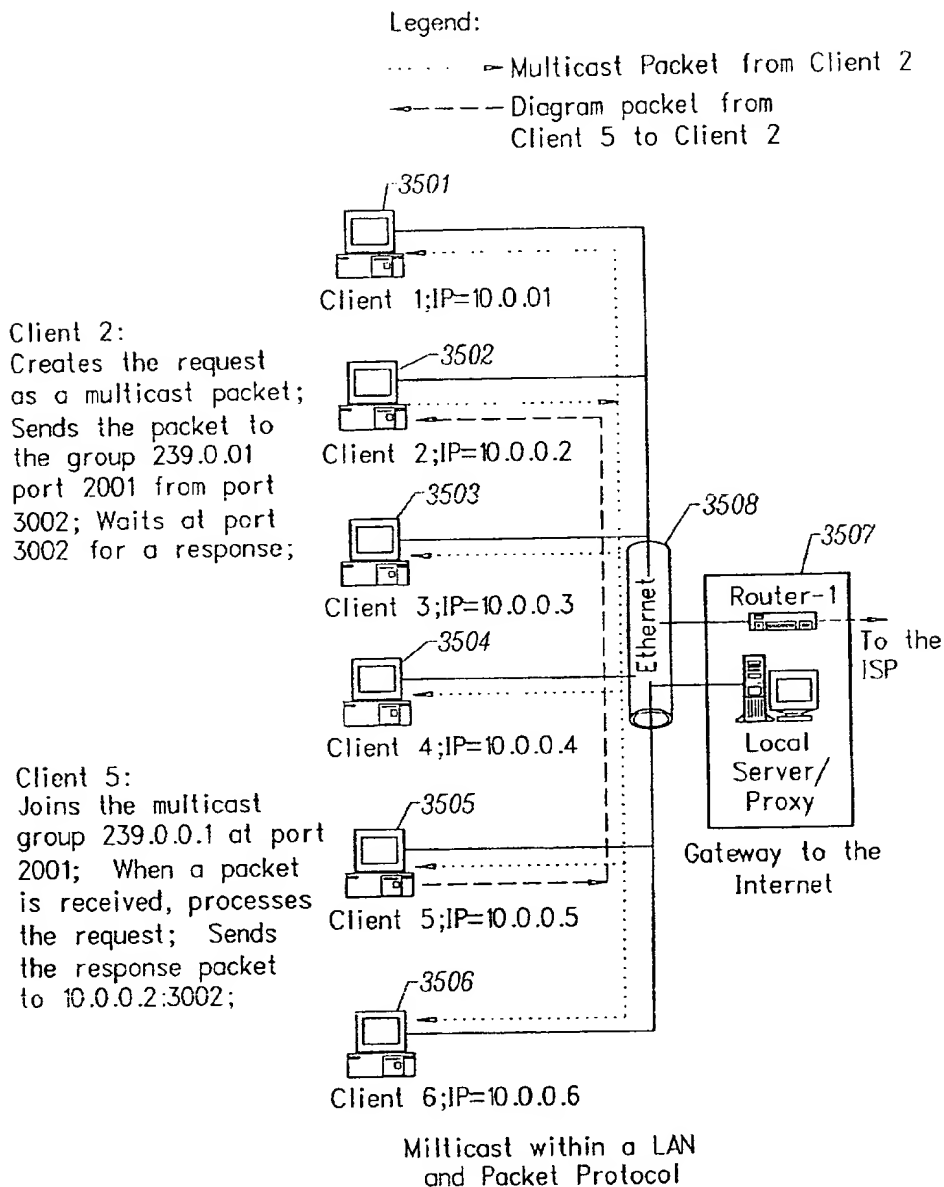 Legend:
Multicast Packet from Client 2
Diagram packet from
Client 5 to Client 2
3501
Client 1;IP=10.0.01
Client 2:
Creates the request
as a multicast packet;
Sends the packet to
the group 239.0.01
port 2001 from port
3002; Waits at port
3002 for a response;
3502
Client 2;IP=10.0.0.2
3503
Client 3;IP=10.0.0.3
3504
Client 4;IP=10.0.0.4
3508
Ethernet
3507
Router-1
To the
ISP
Local
Server/
Proxy
Gateway to the
Internet
Client 5:
Joins the multicast
group 239.0.0.1 at port
2001; When a packet
is received, processes
the request; Sends
the response packet
to 10.0.0.2:3002;
3505
Client 5;IP=10.0.0.5
3506
Client 6;IP=10.0.0.6
Milticast within a LAN
and Packet Protocol